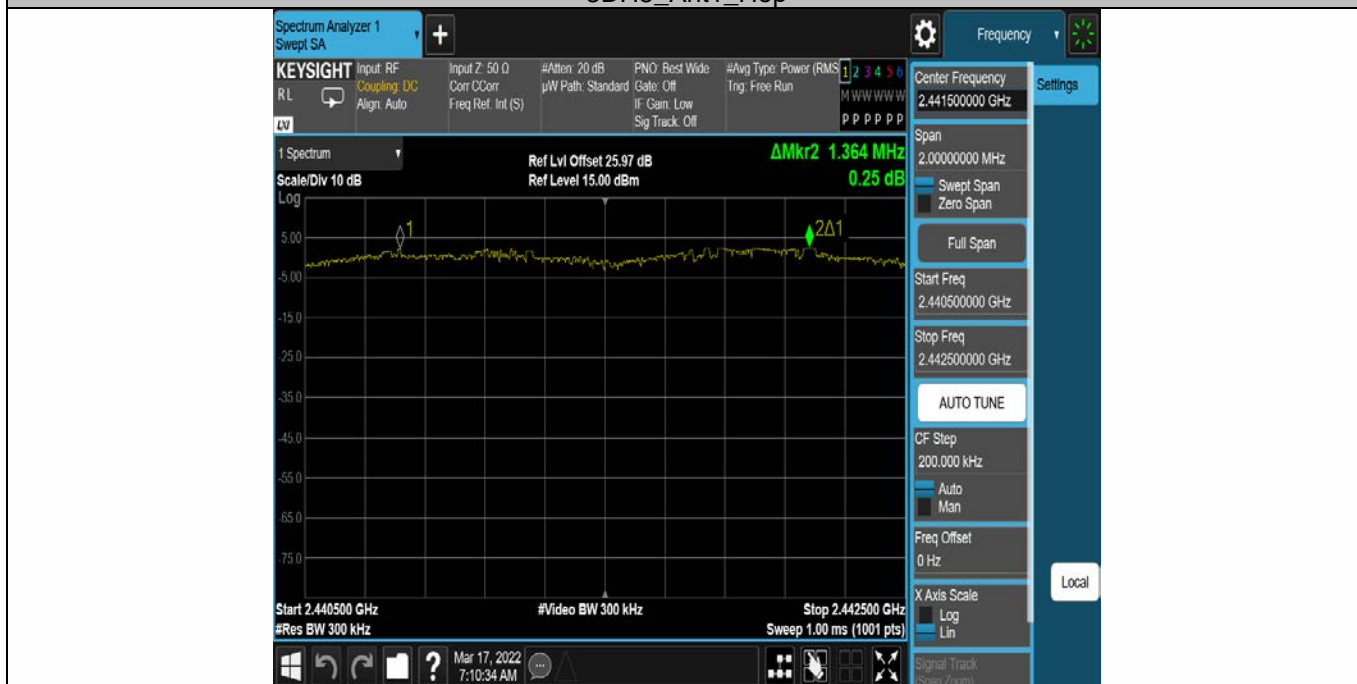 Spectrum Analyzer 1
Swept SA
+
Frequency
KEYSIGHT
RL
Input: RF
Coupling: DC
Align: Auto
Input Z: 50 Ω
Corr CCorr
Freq Ref: Int (S)
#Atten: 20 dB
µW Path: Standard
PNO: Best Wide
Gate: Off
IF Gain: Low
Sig Track: Off
#Avg Type: Power (RMS
Trig: Free Run
1 2 3 4 5 6
M W W W W W
P P P P P P
1 Spectrum
Scale/Div 10 dB
Log
Ref Lvl Offset 25.97 dB
Ref Level 15.00 dBm
ΔMkr2 1.364 MHz
0.25 dB
1
2Δ1
5.00
-5.00
-15.0
-25.0
-35.0
-45.0
-55.0
-65.0
-75.0
Start 2.440500 GHz
#Res BW 300 kHz
#Video BW 300 kHz
Stop 2.442500 GHz
Sweep 1.00 ms (1001 pts)
?
Mar 17, 2022
7:10:34 AM
Center Frequency
2.441500000 GHz
Settings
Span
2.00000000 MHz
Swept Span
Zero Span
Full Span
Start Freq
2.440500000 GHz
Stop Freq
2.442500000 GHz
AUTO TUNE
CF Step
200.000 kHz
Auto
Man
Freq Offset
0 Hz
X Axis Scale
Log
Lin
Local
Signal Track